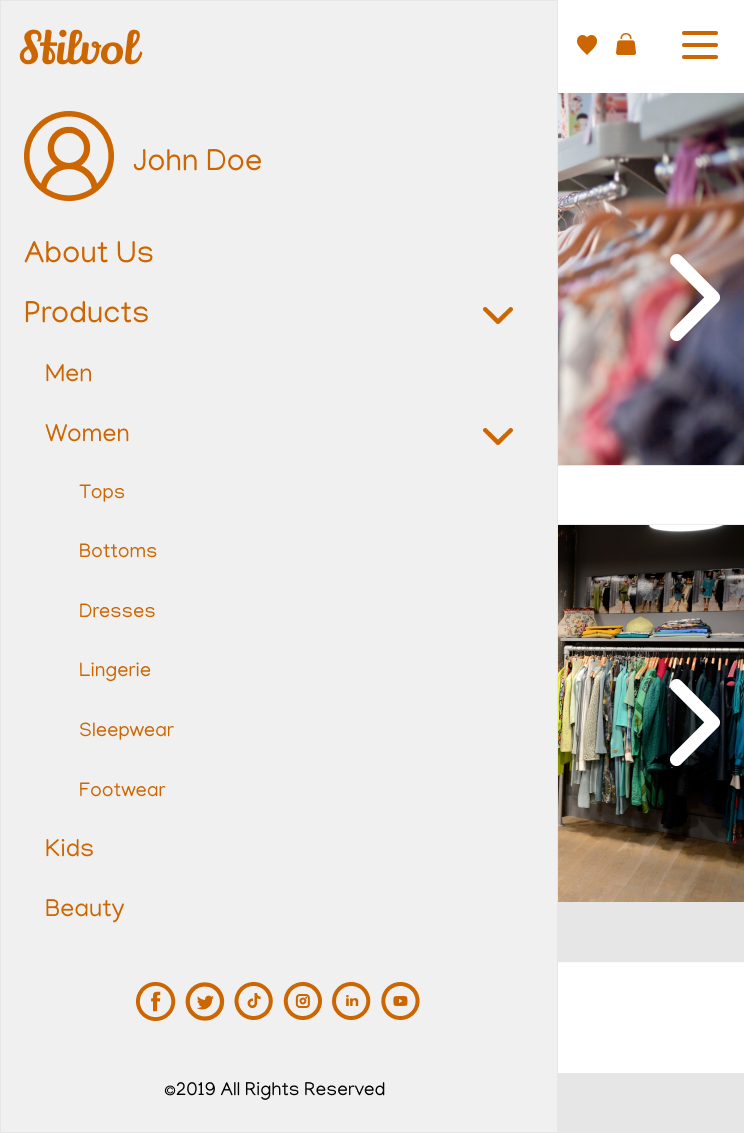 Stilvol
John Doe
About Us
Products
Men
Women
Tops
Bottoms
Dresses
Lingerie
Sleepwear
Footwear
Kids
Beauty
©2019 All Rights Reserved